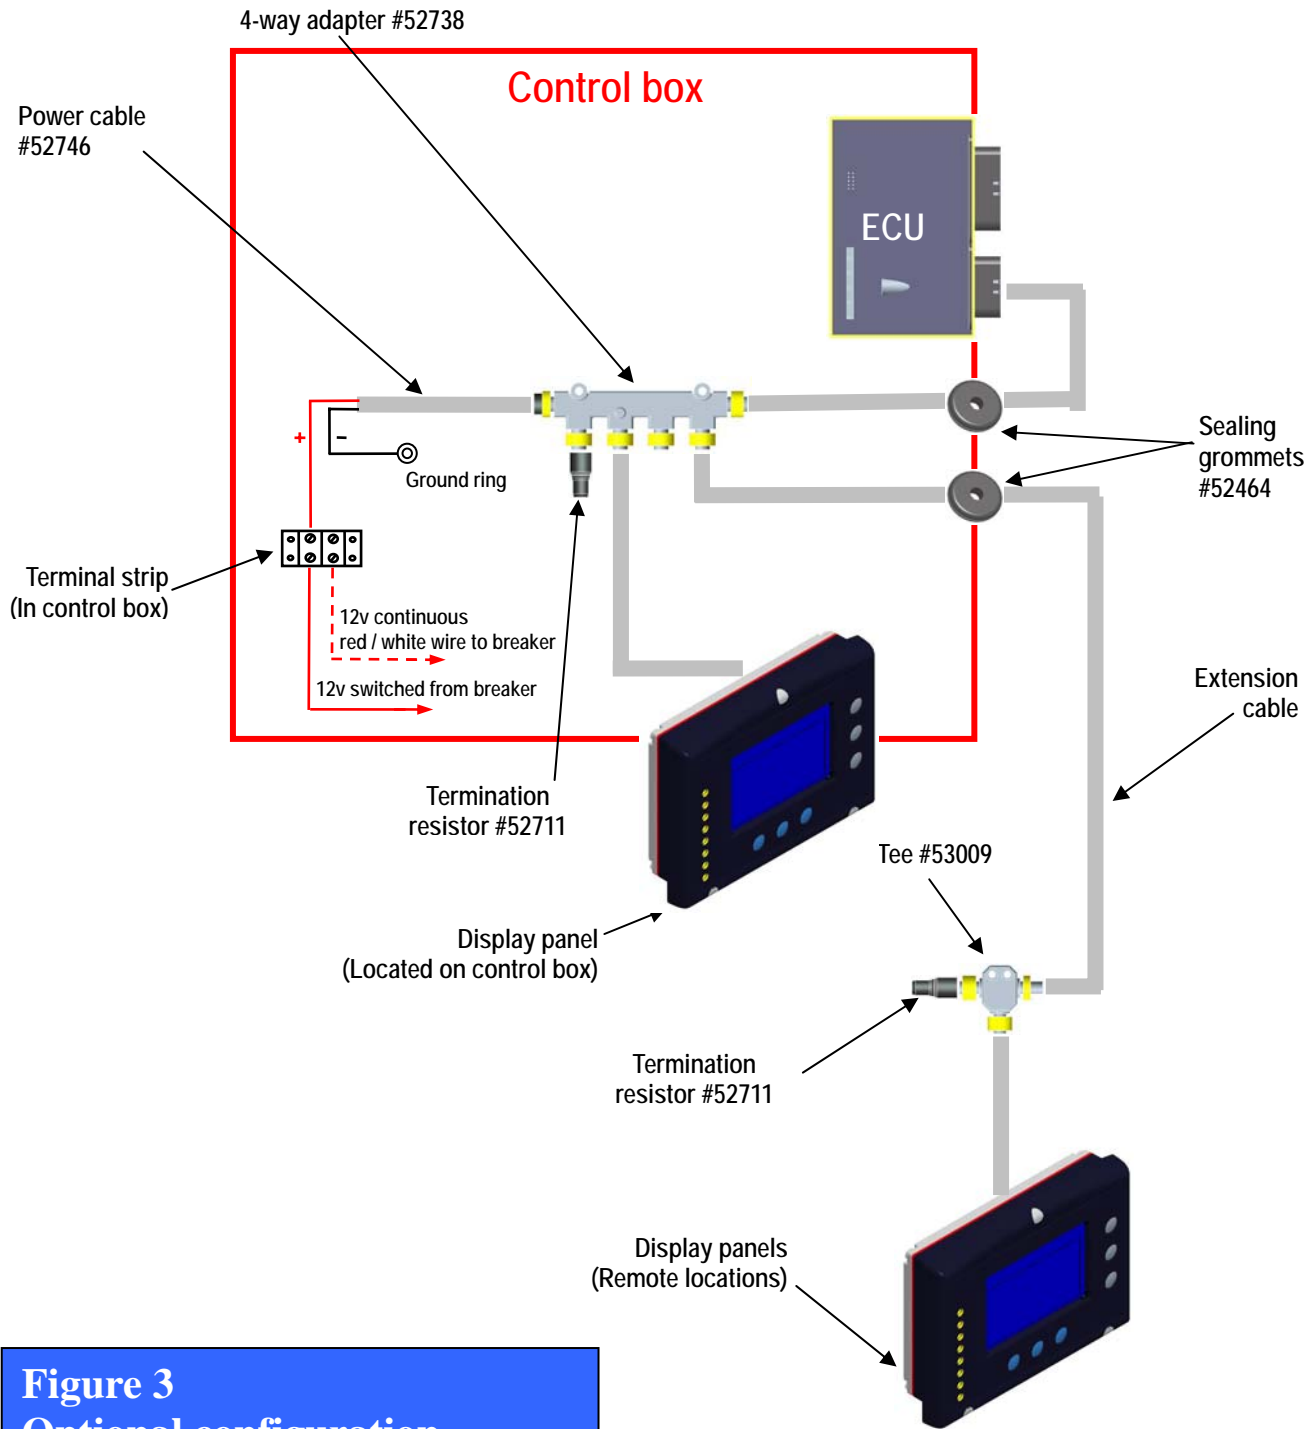 4-way adapter #52738
Control box
Power cable
#52746
ECU
+
−
Ground ring
Sealing
grommets
#52464
Terminal strip
(In control box)
12v continuous
red / white wire to breaker
12v switched from breaker
Extension
cable
Termination
resistor #52711
Tee #53009
Display panel
(Located on control box)
Termination
resistor #52711
Display panels
(Remote locations)
Figure 3
Optional configuration